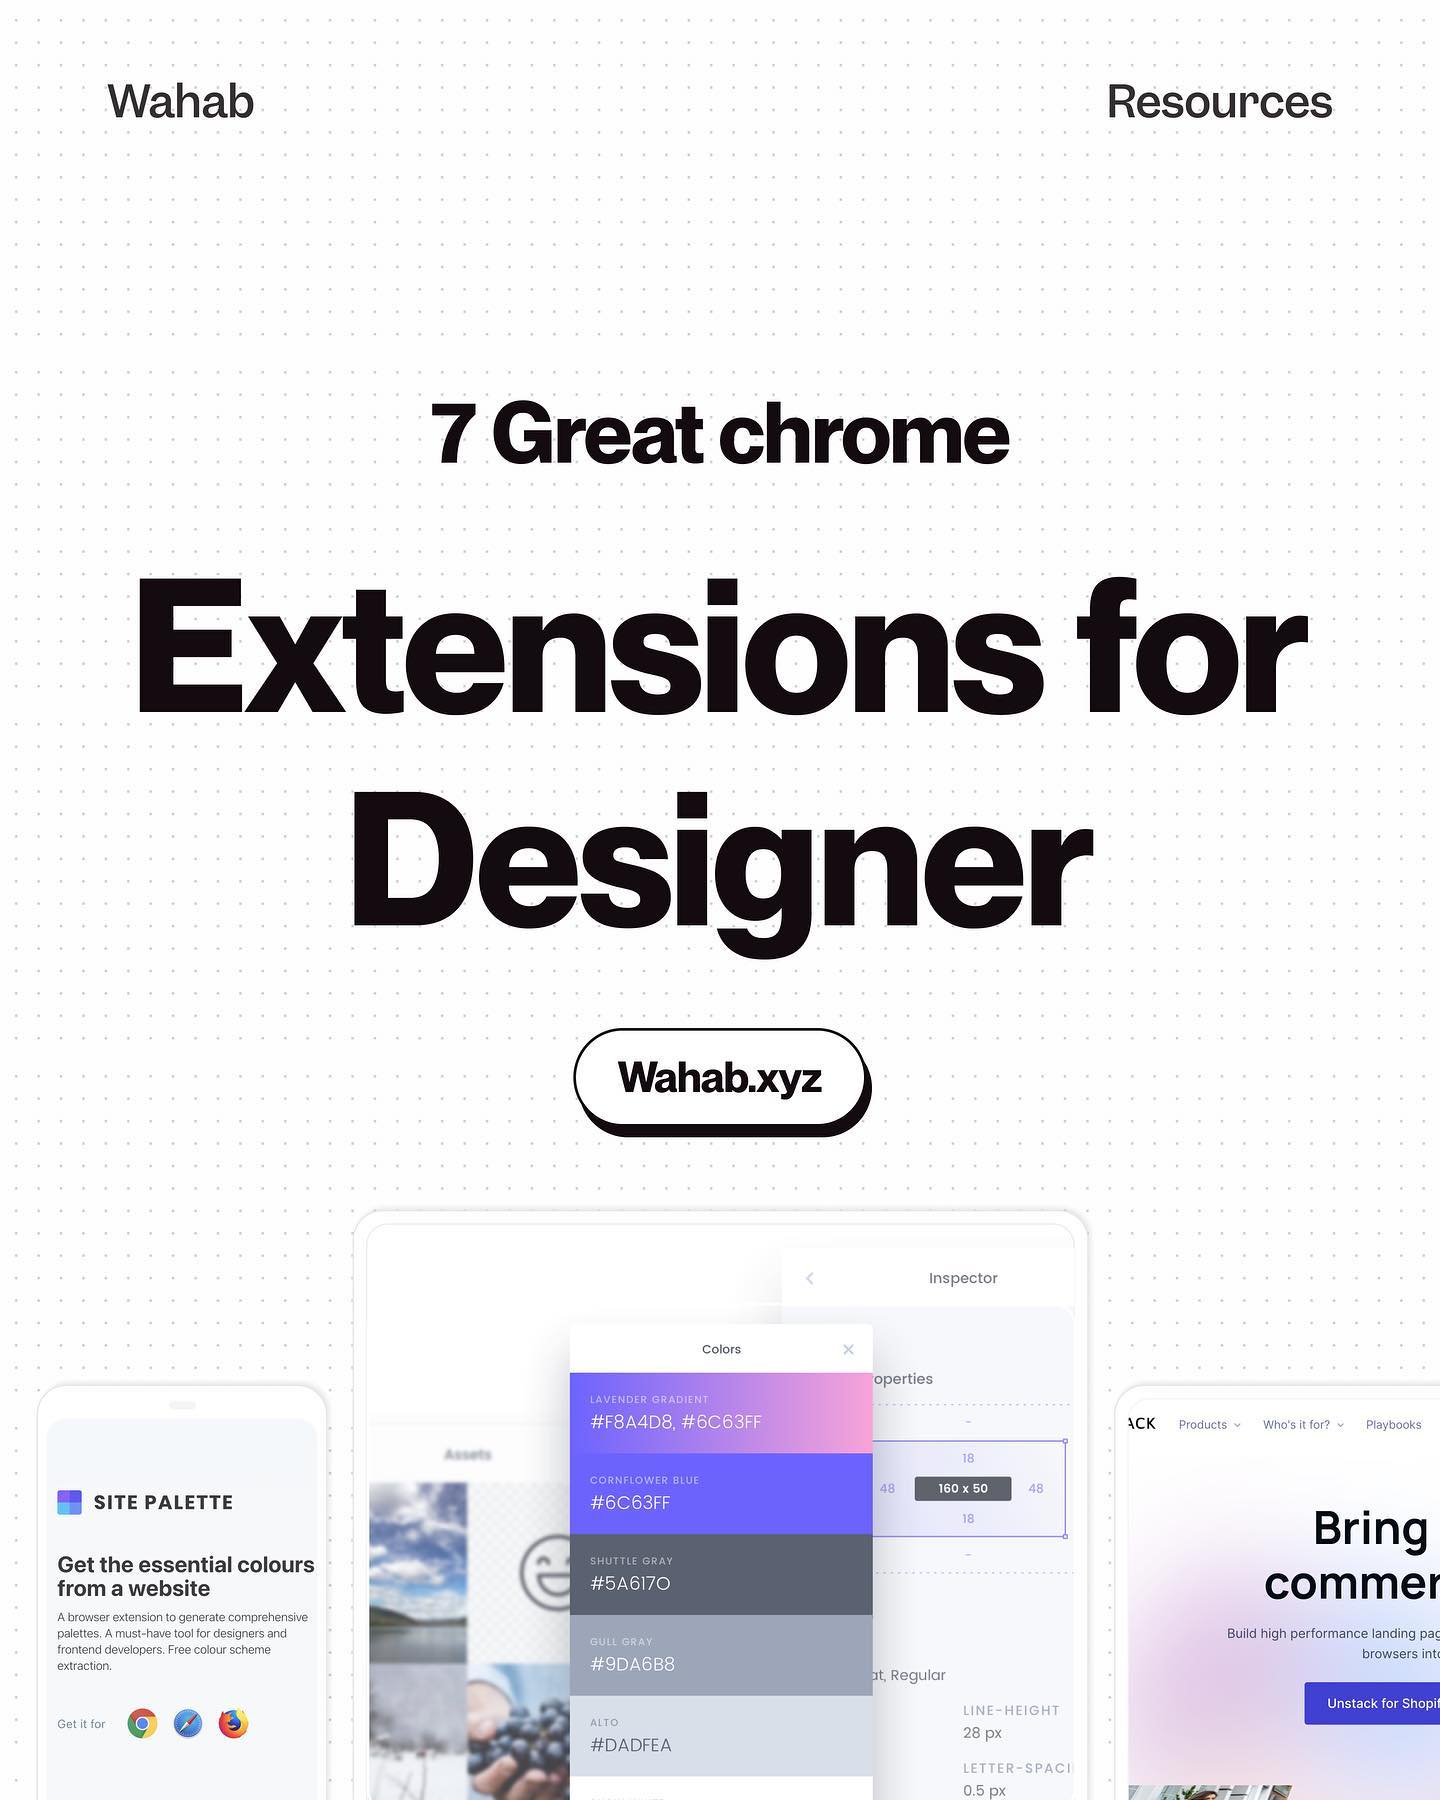 Wahab
Resources
7 Great chrome
Extensions for
Designer
Wahab.xyz
SITE PALETTE
Get the essential colours
from a website
A browser extension to generate comprehensive
palettes. A must-have tool for designers and
frontend developers. Free colour scheme
extraction.
Get it for
Assets
Colors
LAVENDER GRADIENT
#F8A4D8, #6C63FF
CORNFLOWER BLUE
#6C63FF
SHUTTLE GRAY
#5A617O
GULL GRAY
#9DA6B8
ALTO
#DADFEA
Inspector
operties
-
18
48
160 x 50
48
18
-
at, Regular
LINE-HEIGHT
28 px
LETTER-SPACI
0.5 px
ACK
Products
Who's it for?
Playbooks
Bring
commer
Build high performance landing pag
browsers into
Unstack for Shopif